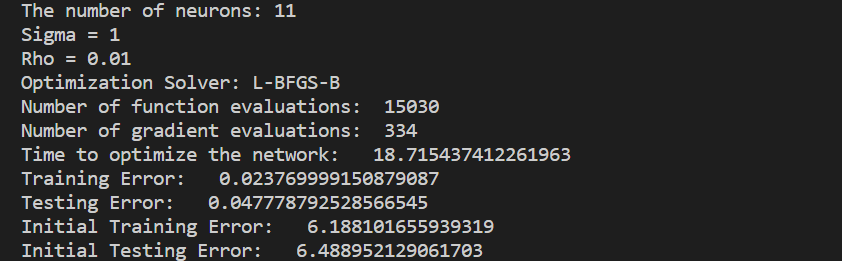 The number of neurons: 11
Sigma = 1
Rho = 0.01
Optimization Solver: L-BFGS-B
Number of function evaluations:  15030
Number of gradient evaluations:  334
Time to optimize the network:   18.715437412261963
Training Error:   0.023769999150879087
Testing Error:   0.047778792528566545
Initial Training Error:   6.188101655939319
Initial Testing Error:   6.488952129061703